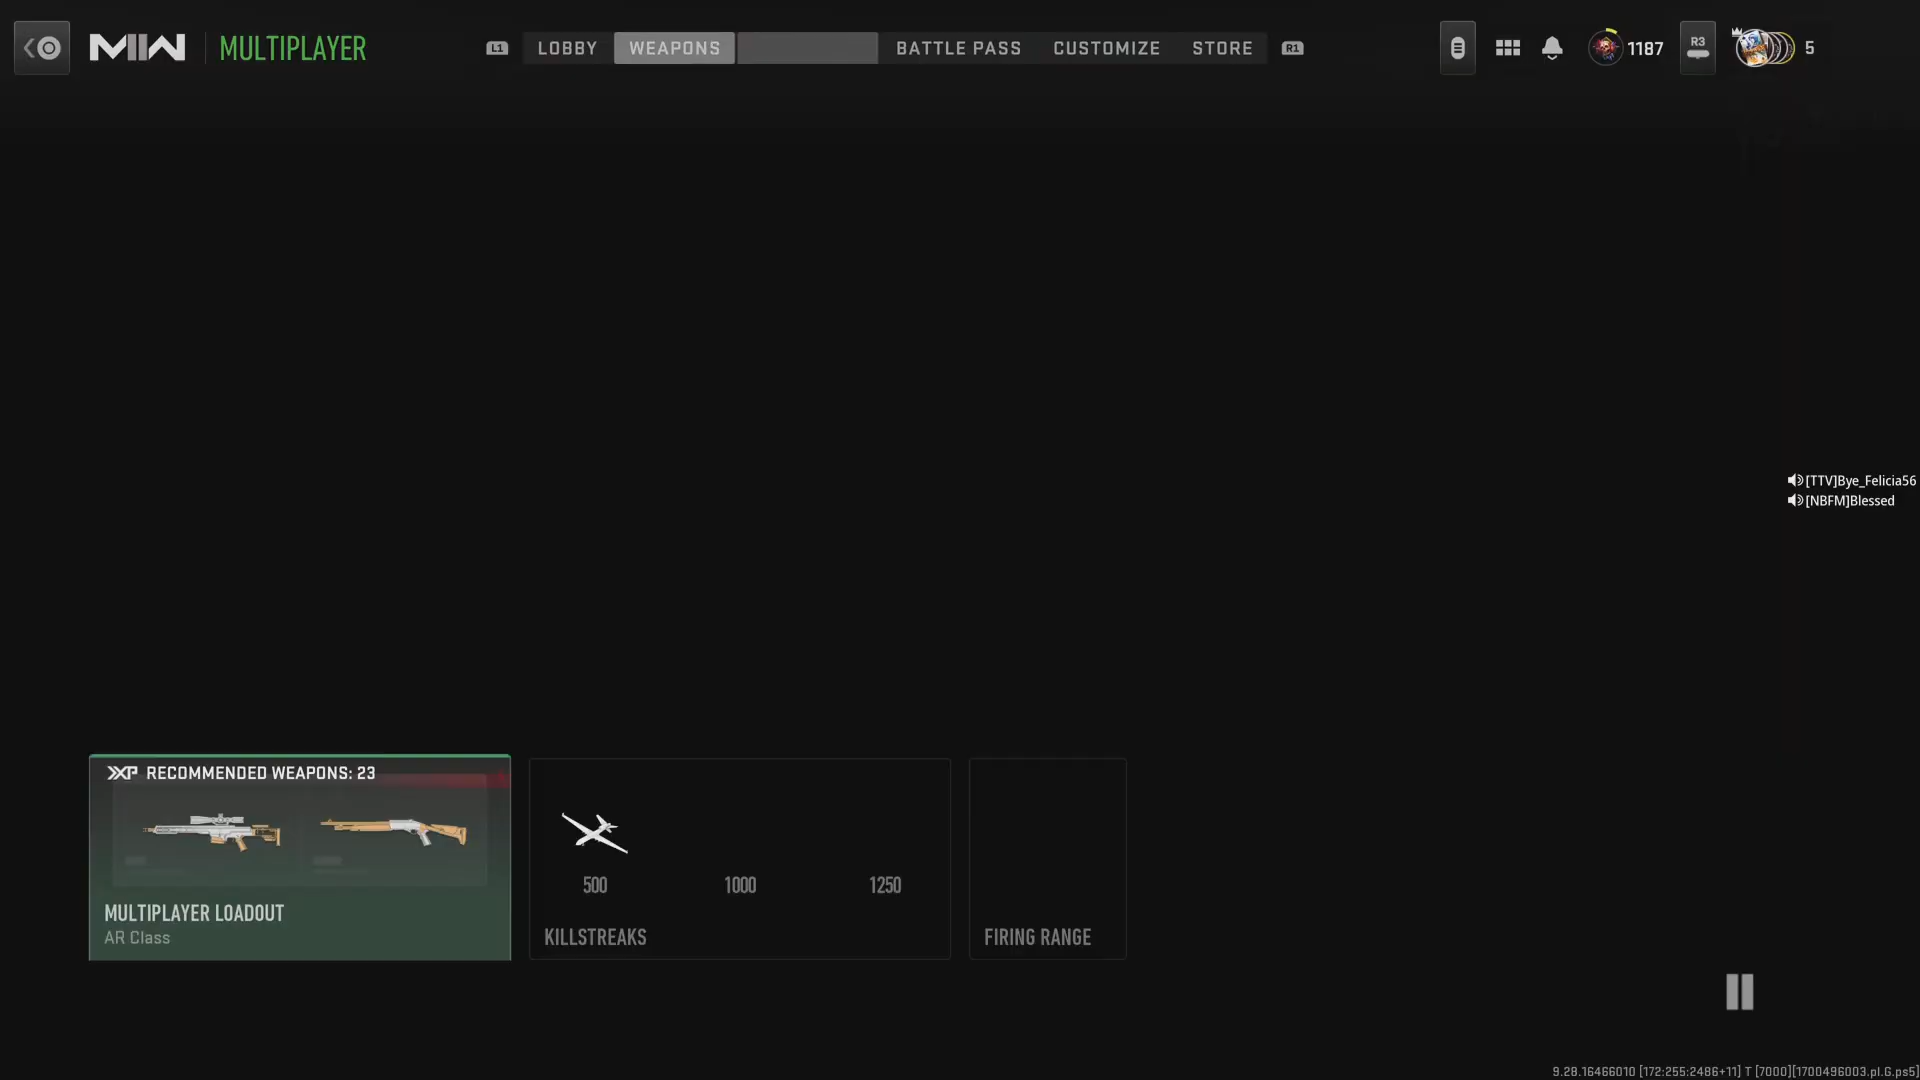 MIIW MULTIPLAYER
L1 LOBBY WEAPONS BATTLE PASS CUSTOMIZE STORE R1
1187 R3 5
[TTV]Bye_Felicia56
[NBFM]Blessed
XXP RECOMMENDED WEAPONS: 23
MULTIPLAYER LOADOUT
AR Class
500 1000 1250
KILLSTREAKS
FIRING RANGE
9.28.16466010 [172:255:2486+11] T [7000][1700496003.pl.G.ps5]